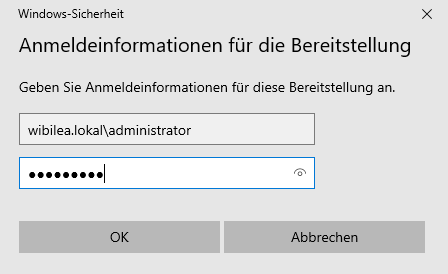 Windows-Sicherheit
Anmeldeinformationen für die Bereitstellung
Geben Sie Anmeldeinformationen für diese Bereitstellung an.
wibilea.lokal\administrator
●●●●●●●●●
OK Abbrechen